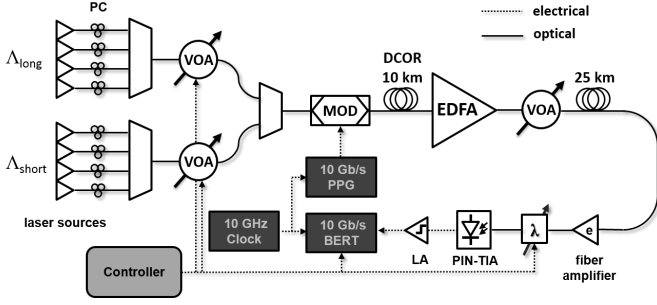 PC
electrical
optical
Λlong
VOA
DCOR
10 km
25 km
MOD
EDFA
VOA
Λshort
VOA
10 Gb/s
PPG
laser sources
10 GHz
Clock
10 Gb/s
BERT
LA
PIN-TIA
λ
e
fiber
amplifier
Controller